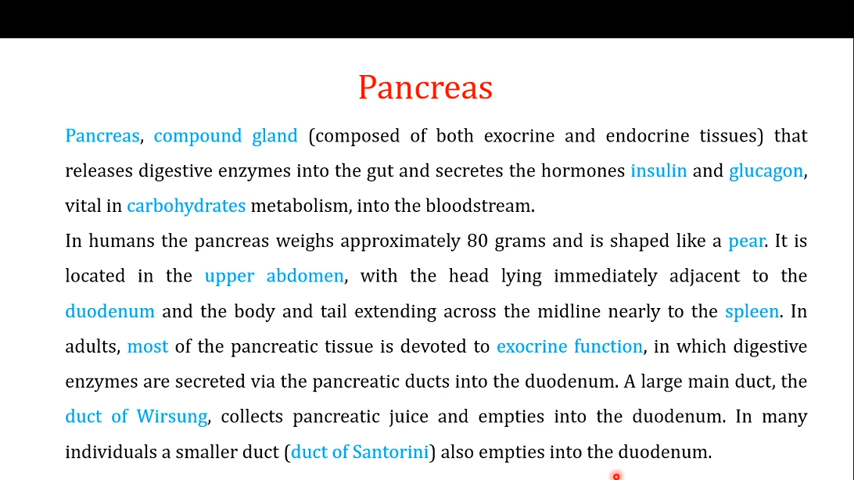 Pancreas
Pancreas, compound gland (composed of both exocrine and endocrine tissues) that
releases digestive enzymes into the gut and secretes the hormones insulin and glucagon,
vital in carbohydrates metabolism, into the bloodstream.
In humans the pancreas weighs approximately 80 grams and is shaped like a pear. It is
located in the upper abdomen, with the head lying immediately adjacent to the
duodenum and the body and tail extending across the midline nearly to the spleen. In
adults, most of the pancreatic tissue is devoted to exocrine function, in which digestive
enzymes are secreted via the pancreatic ducts into the duodenum. A large main duct, the
duct of Wirsung, collects pancreatic juice and empties into the duodenum. In many
individuals a smaller duct (duct of Santorini) also empties into the duodenum.